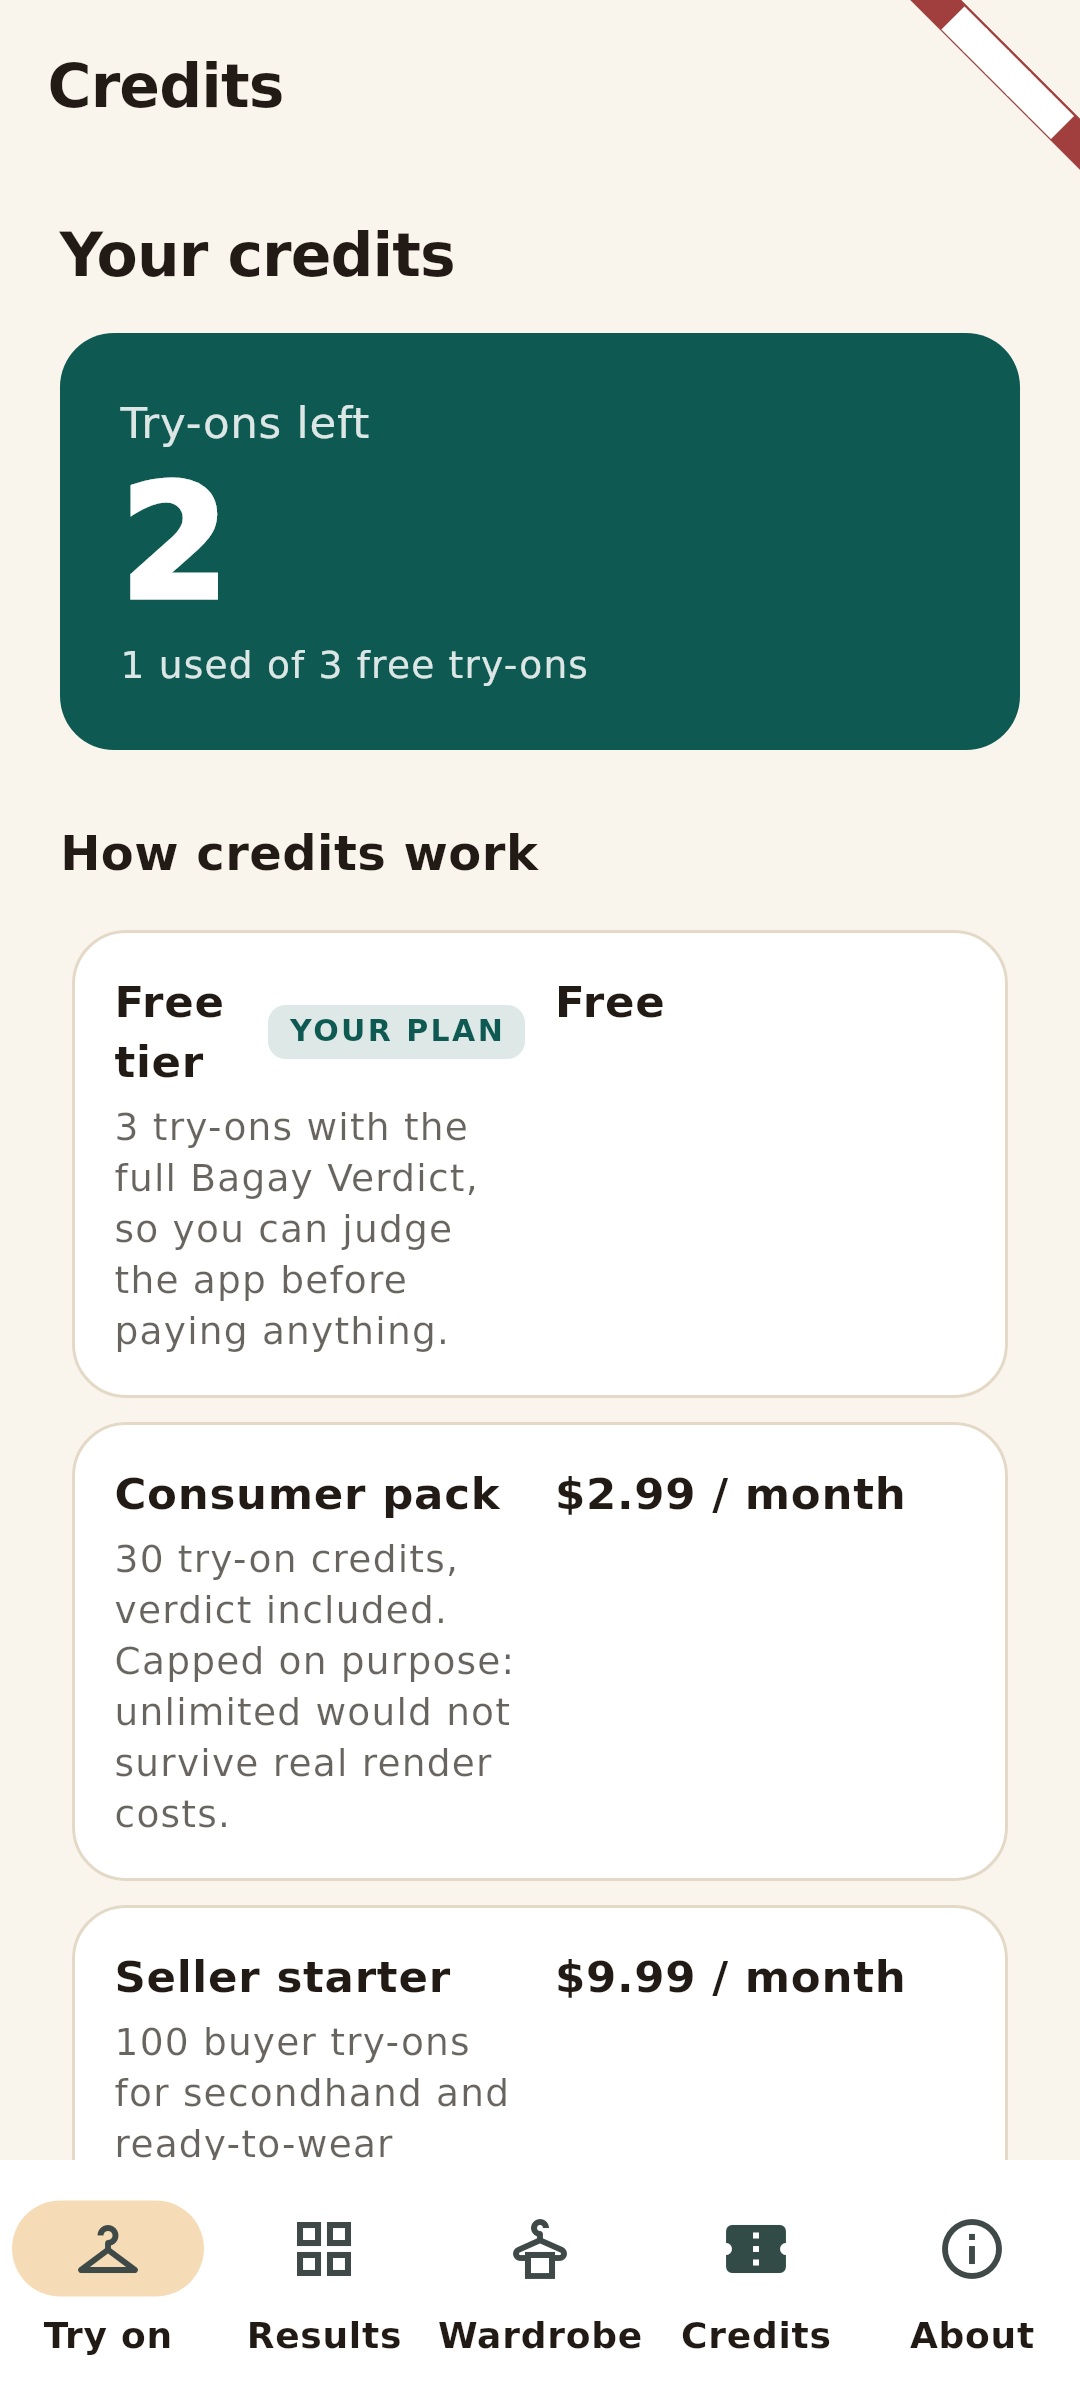 Credits
Your credits
Try-ons left
2
1 used of 3 free try-ons
How credits work
Free tier
YOUR PLAN
Free
3 try-ons with the
full Bagay Verdict,
so you can judge
the app before
paying anything.
Consumer pack
$2.99 / month
30 try-on credits,
verdict included.
Capped on purpose:
unlimited would not
survive real render
costs.
Seller starter
$9.99 / month
100 buyer try-ons
for secondhand and
ready-to-wear
Try on
Results
Wardrobe
Credits
About